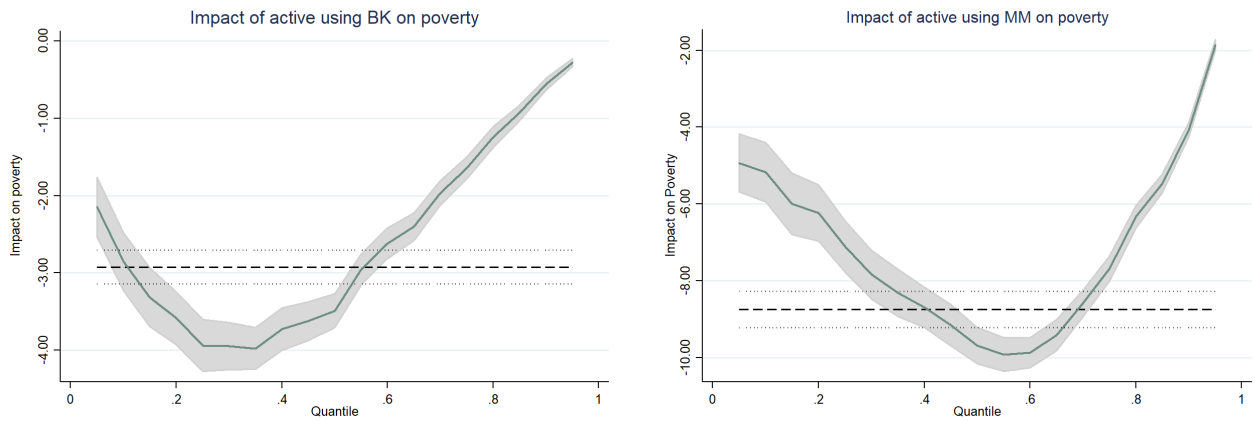 Impact of active using BK on poverty
Impact on poverty
0.00
-1.00
-2.00
-3.00
-4.00
0 .2 .4 .6 .8 1
Quantile
Impact of active using MM on poverty
Impact on Poverty
-2.00
-4.00
-6.00
-8.00
-10.00
0 .2 .4 .6 .8 1
Quantile